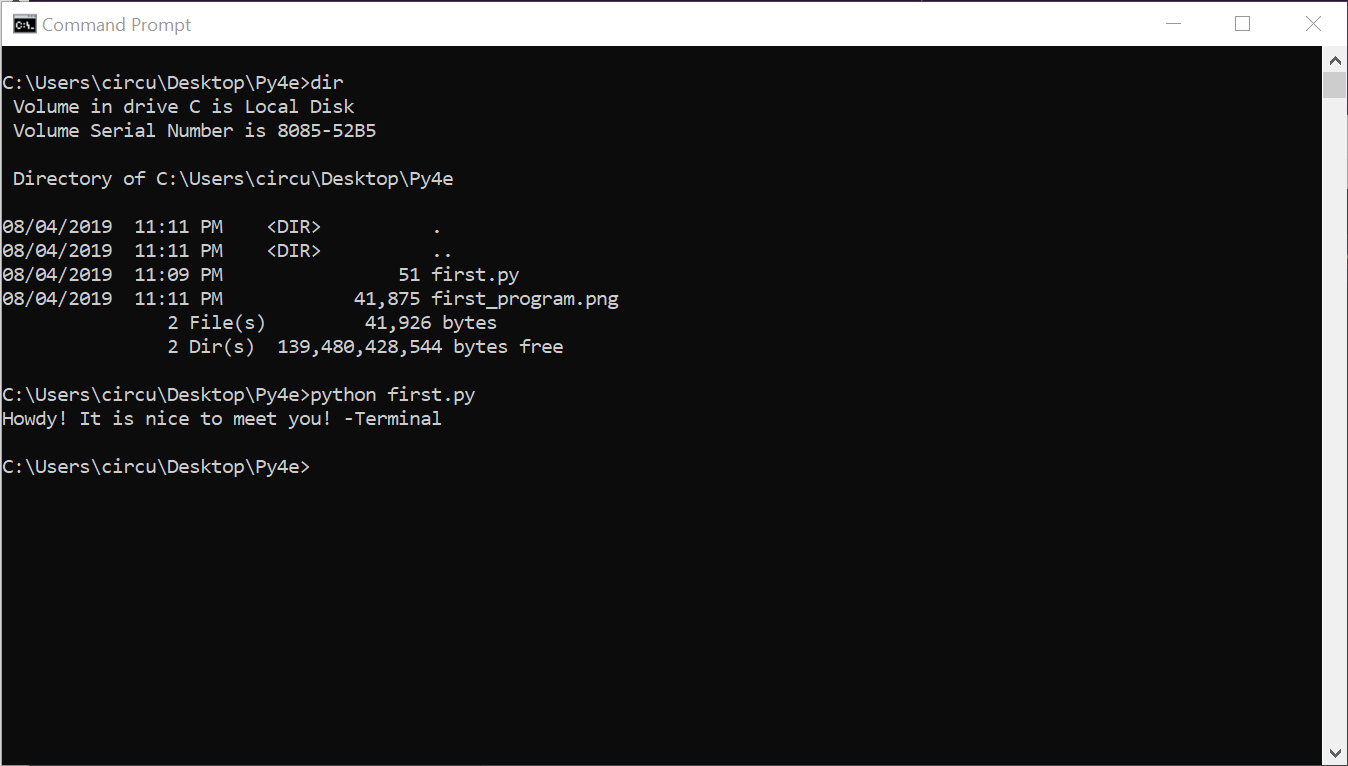 Command Prompt
C:\Users\circu\Desktop\Py4e>dir
 Volume in drive C is Local Disk
 Volume Serial Number is 8085-52B5

 Directory of C:\Users\circu\Desktop\Py4e

08/04/2019  11:11 PM    <DIR>          .
08/04/2019  11:11 PM    <DIR>          ..
08/04/2019  11:09 PM                51 first.py
08/04/2019  11:11 PM            41,875 first_program.png
               2 File(s)         41,926 bytes
               2 Dir(s)  139,480,428,544 bytes free

C:\Users\circu\Desktop\Py4e>python first.py
Howdy! It is nice to meet you! -Terminal

C:\Users\circu\Desktop\Py4e>